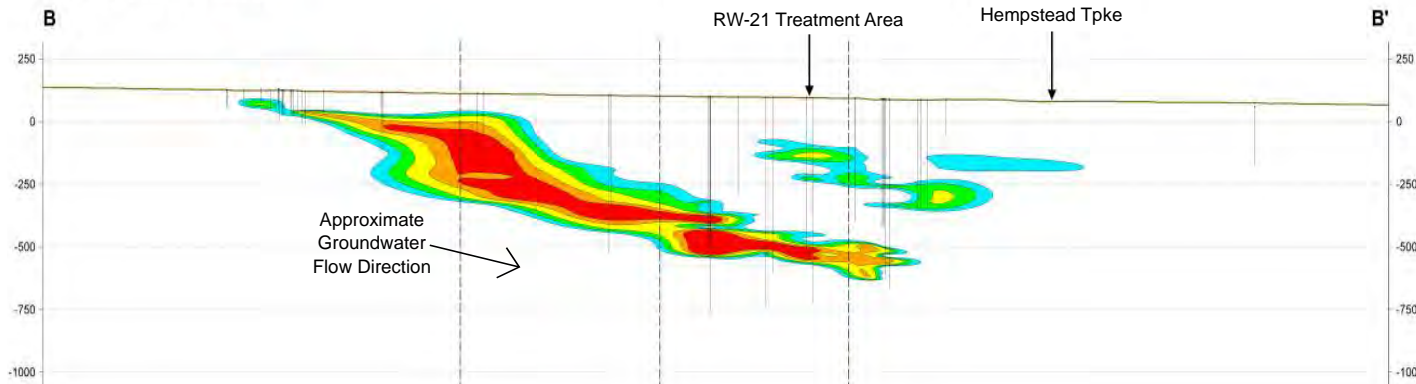 B
RW-21 Treatment Area
Hempstead Tpke
B'
250
250
0
0
-250
-250
Approximate
Groundwater
Flow Direction
-500
-500
-750
-750
-1000
-1000